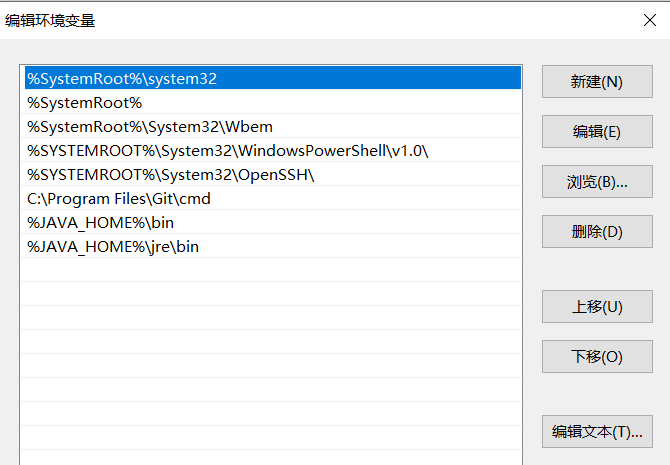 编辑环境变量
%SystemRoot%\system32
%SystemRoot%
%SystemRoot%\System32\Wbem
%SYSTEMROOT%\System32\WindowsPowerShell\v1.0\
%SYSTEMROOT%\System32\OpenSSH\
C:\Program Files\Git\cmd
%JAVA_HOME%\bin
%JAVA_HOME%\jre\bin
新建(N)
编辑(E)
浏览(B)...
删除(D)
上移(U)
下移(O)
编辑文本(T)...